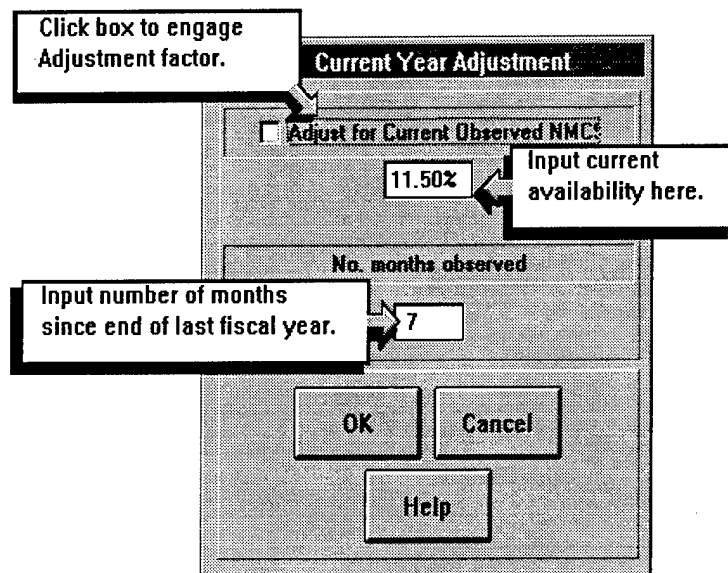 Click box to engage
Adjustment factor.
Current Year Adjustment
Adjust for Current Observed NMCS
11.50%
Input current
availability here.
No. months observed
Input number of months
since end of last fiscal year.
7
OK
Cancel
Help